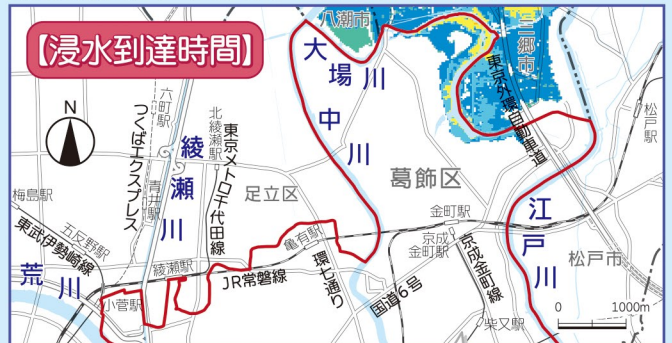 【浸水到達時間】
八潮市
三郷市
大場川
中川
東京外環自動車道
松戸駅
N
六町駅
つくばエクスプレス
北綾瀬駅
東京メトロ千代田線
綾瀬川
青井駅
足立区
葛飾区
梅島駅
五反野駅
東武伊勢崎線
荒川
綾瀬駅
亀有駅
環七通り
JR常磐線
小菅駅
金町駅
京成金町駅
京成金町線
国道6号
柴又駅
江戸川
松戸市
0 1000m